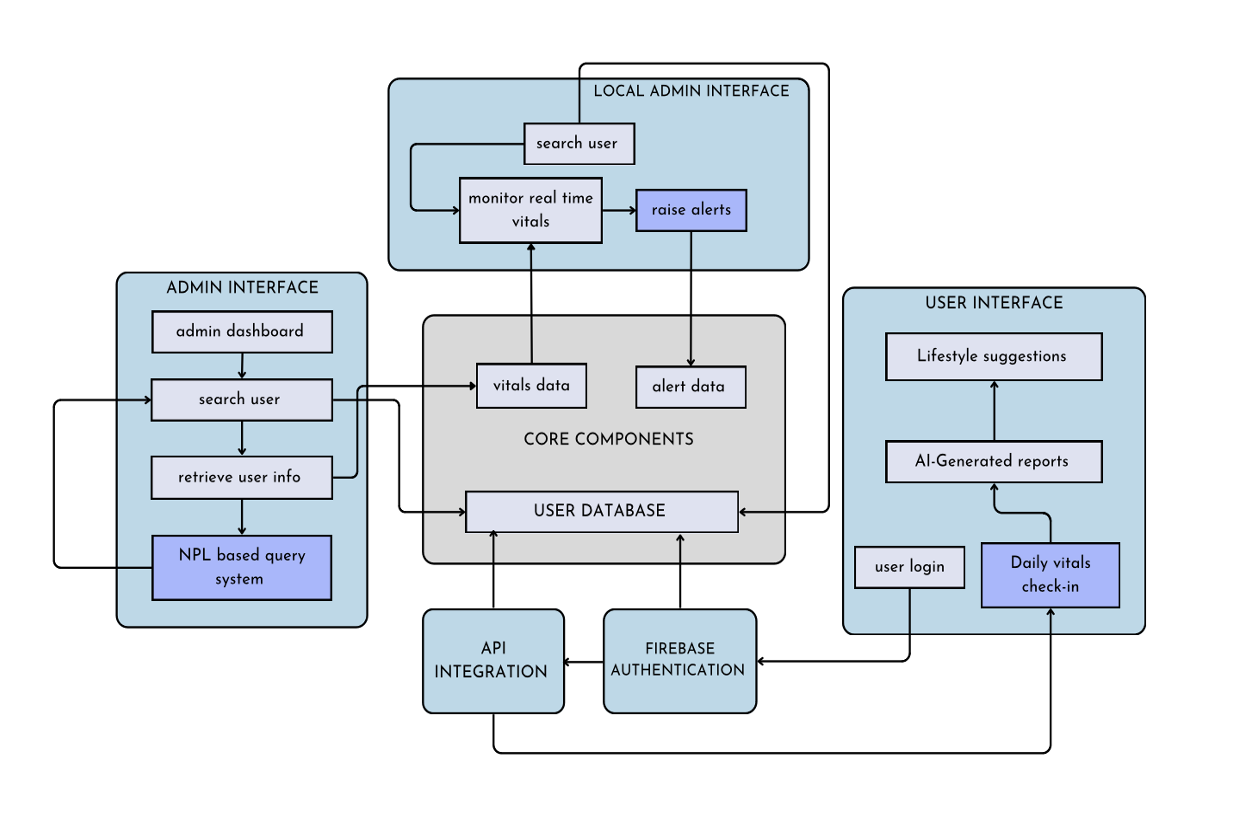 LOCAL ADMIN INTERFACE
search user
monitor real time
vitals
raise alerts
ADMIN INTERFACE
admin dashboard
search user
retrieve user info
NPL based query
system
vitals data
alert data
CORE COMPONENTS
USER DATABASE
USER INTERFACE
Lifestyle suggestions
AI-Generated reports
user login
Daily vitals
check-in
API
INTEGRATION
FIREBASE
AUTHENTICATION